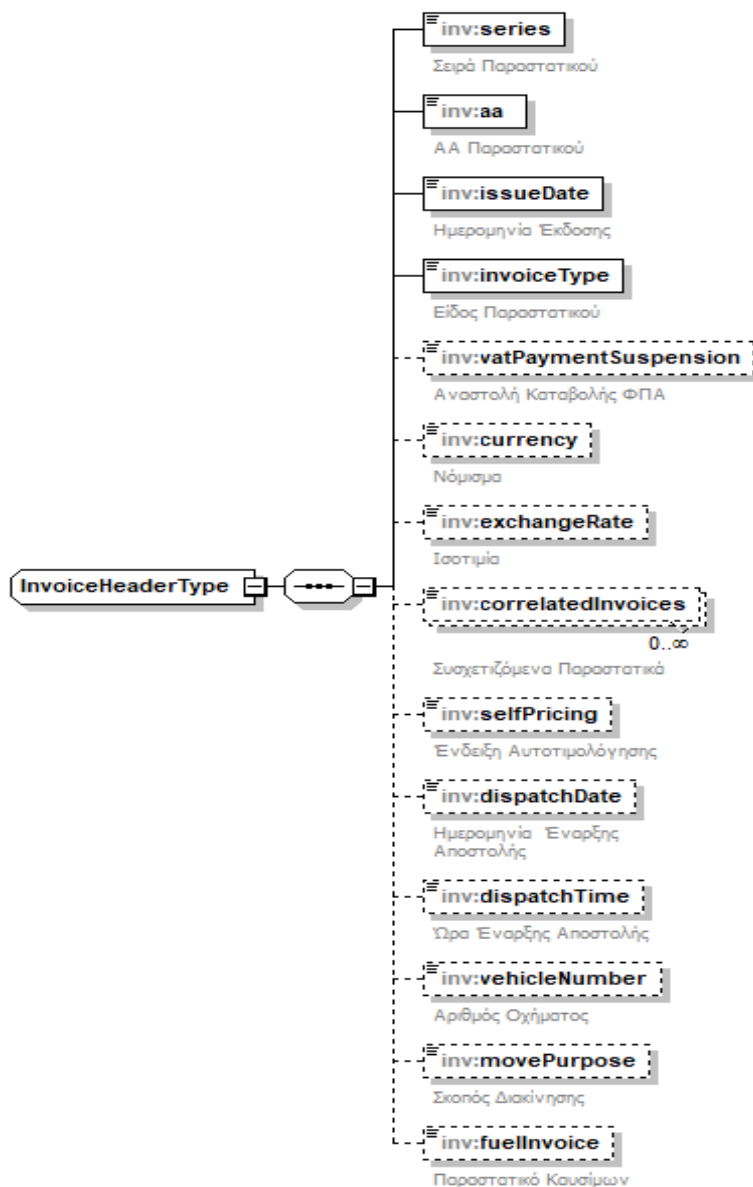 inv:series
Σειρά Παραστατικού
inv:aa
ΑΑ Παραστατικού
inv:issueDate
Ημερομηνία Έκδοσης
inv:invoiceType
Είδος Παραστατικού
inv:vatPaymentSuspension
Αναστολή Καταβολής ΦΠΑ
inv:currency
Νόμισμα
inv:exchangeRate
Ισοτιμία
InvoiceHeaderType
inv:correlatedInvoices
0..∞
Συσχετιζόμενα Παραστατικά
inv:selfPricing
Ένδειξη Αυτοτιμολόγησης
inv:dispatchDate
Ημερομηνία Έναρξης
Αποστολής
inv:dispatchTime
Ώρα Έναρξης Αποστολής
inv:vehicleNumber
Αριθμός Οχήματος
inv:movePurpose
Σκοπός Διακίνησης
inv:fuelInvoice
Παραστατικό Καυσίμων